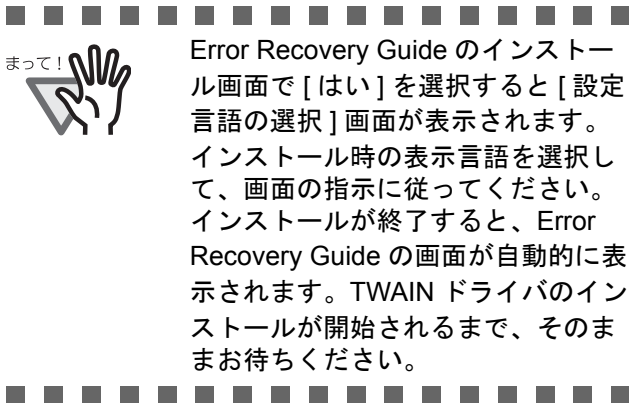 まって！
Error Recovery Guide のインストー
ル画面で [ はい ] を選択すると [ 設定
言語の選択 ] 画面が表示されます。
インストール時の表示言語を選択し
て、画面の指示に従ってください。
インストールが終了すると、Error
Recovery Guide の画面が自動的に表
示されます。TWAIN ドライバのイン
ストールが開始されるまで、そのま
まお待ちください。